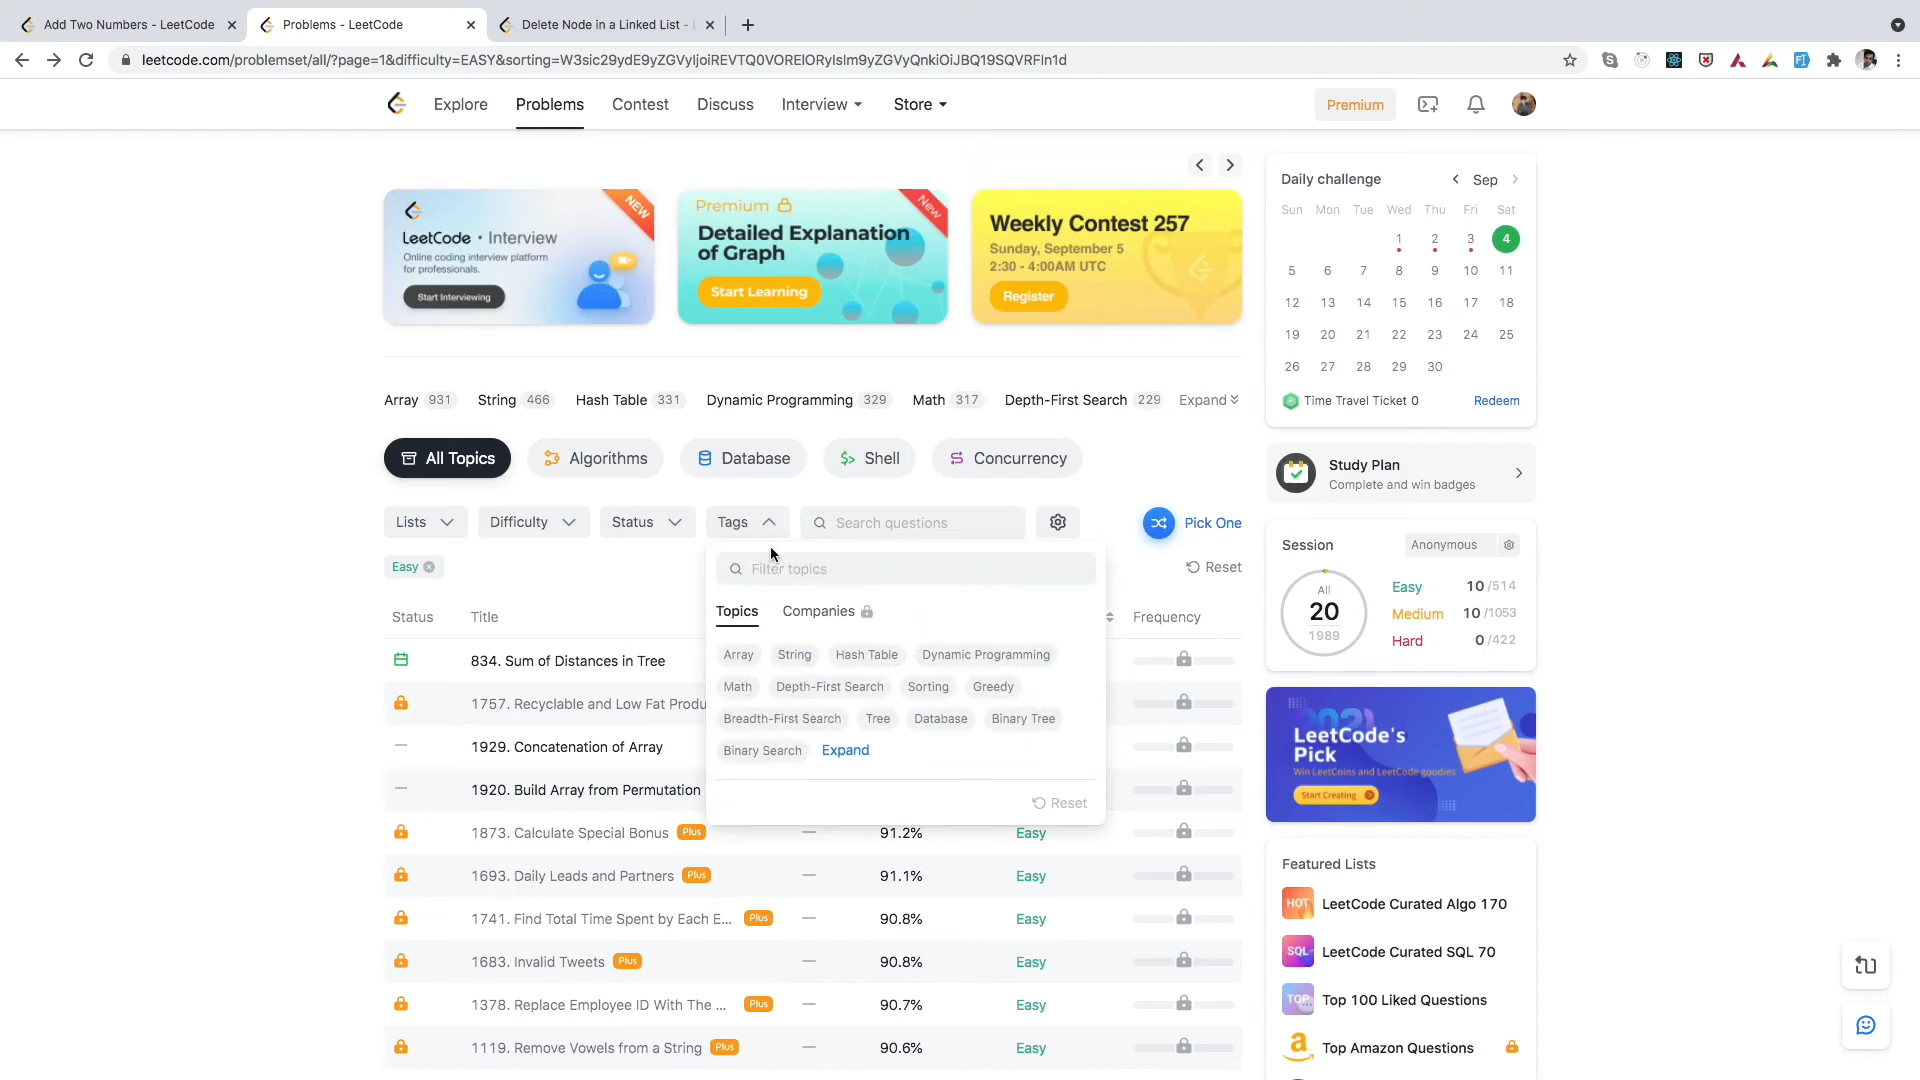 Add Two Numbers - LeetCode
Problems - LeetCode
Delete Node in a Linked List -
leetcode.com/problemset/all/?page=1&difficulty=EASY&sorting=W3sic29ydE9yZGVyIjoiREVTQ0VORElORyIsIm9yZGVyQnkiOiJBQ19SQVRFIn1d
Explore
Problems
Contest
Discuss
Interview
Store
Premium
LeetCode • Interview
Online coding interview platform
for professionals.
Start Interviewing
NEW
Premium
Detailed Explanation
of Graph
Start Learning
New
Weekly Contest 257
Sunday, September 5
2:30 - 4:00AM UTC
Register
Daily challenge
Sep
Sun Mon Tue Wed Thu Fri Sat
1 2 3 4
5 6 7 8 9 10 11
12 13 14 15 16 17 18
19 20 21 22 23 24 25
26 27 28 29 30
Time Travel Ticket 0
Redeem
Array 931
String 466
Hash Table 331
Dynamic Programming 329
Math 317
Depth-First Search 229
Expand
All Topics
Algorithms
Database
Shell
Concurrency
Study Plan
Complete and win badges
Lists
Difficulty
Status
Tags
Search questions
Pick One
Easy
Reset
Filter topics
Topics
Companies
Array String Hash Table Dynamic Programming
Math Depth-First Search Sorting Greedy
Breadth-First Search Tree Database Binary Tree
Binary Search Expand
Reset
Session
Anonymous
All
20
1989
Easy 10 /514
Medium 10 /1053
Hard 0 /422
Status Title Frequency
834. Sum of Distances in Tree
1757. Recyclable and Low Fat Produ
1929. Concatenation of Array
1920. Build Array from Permutation
1873. Calculate Special Bonus Plus 91.2% Easy
1693. Daily Leads and Partners Plus 91.1% Easy
1741. Find Total Time Spent by Each E... Plus 90.8% Easy
1683. Invalid Tweets Plus 90.8% Easy
1378. Replace Employee ID With The ... Plus 90.7% Easy
1119. Remove Vowels from a String Plus 90.6% Easy
2021
LeetCode's
Pick
Win LeetCoins and LeetCode goodies
Start Creating
Featured Lists
HOT
LeetCode Curated Algo 170
SQL
LeetCode Curated SQL 70
TOP
Top 100 Liked Questions
Top Amazon Questions